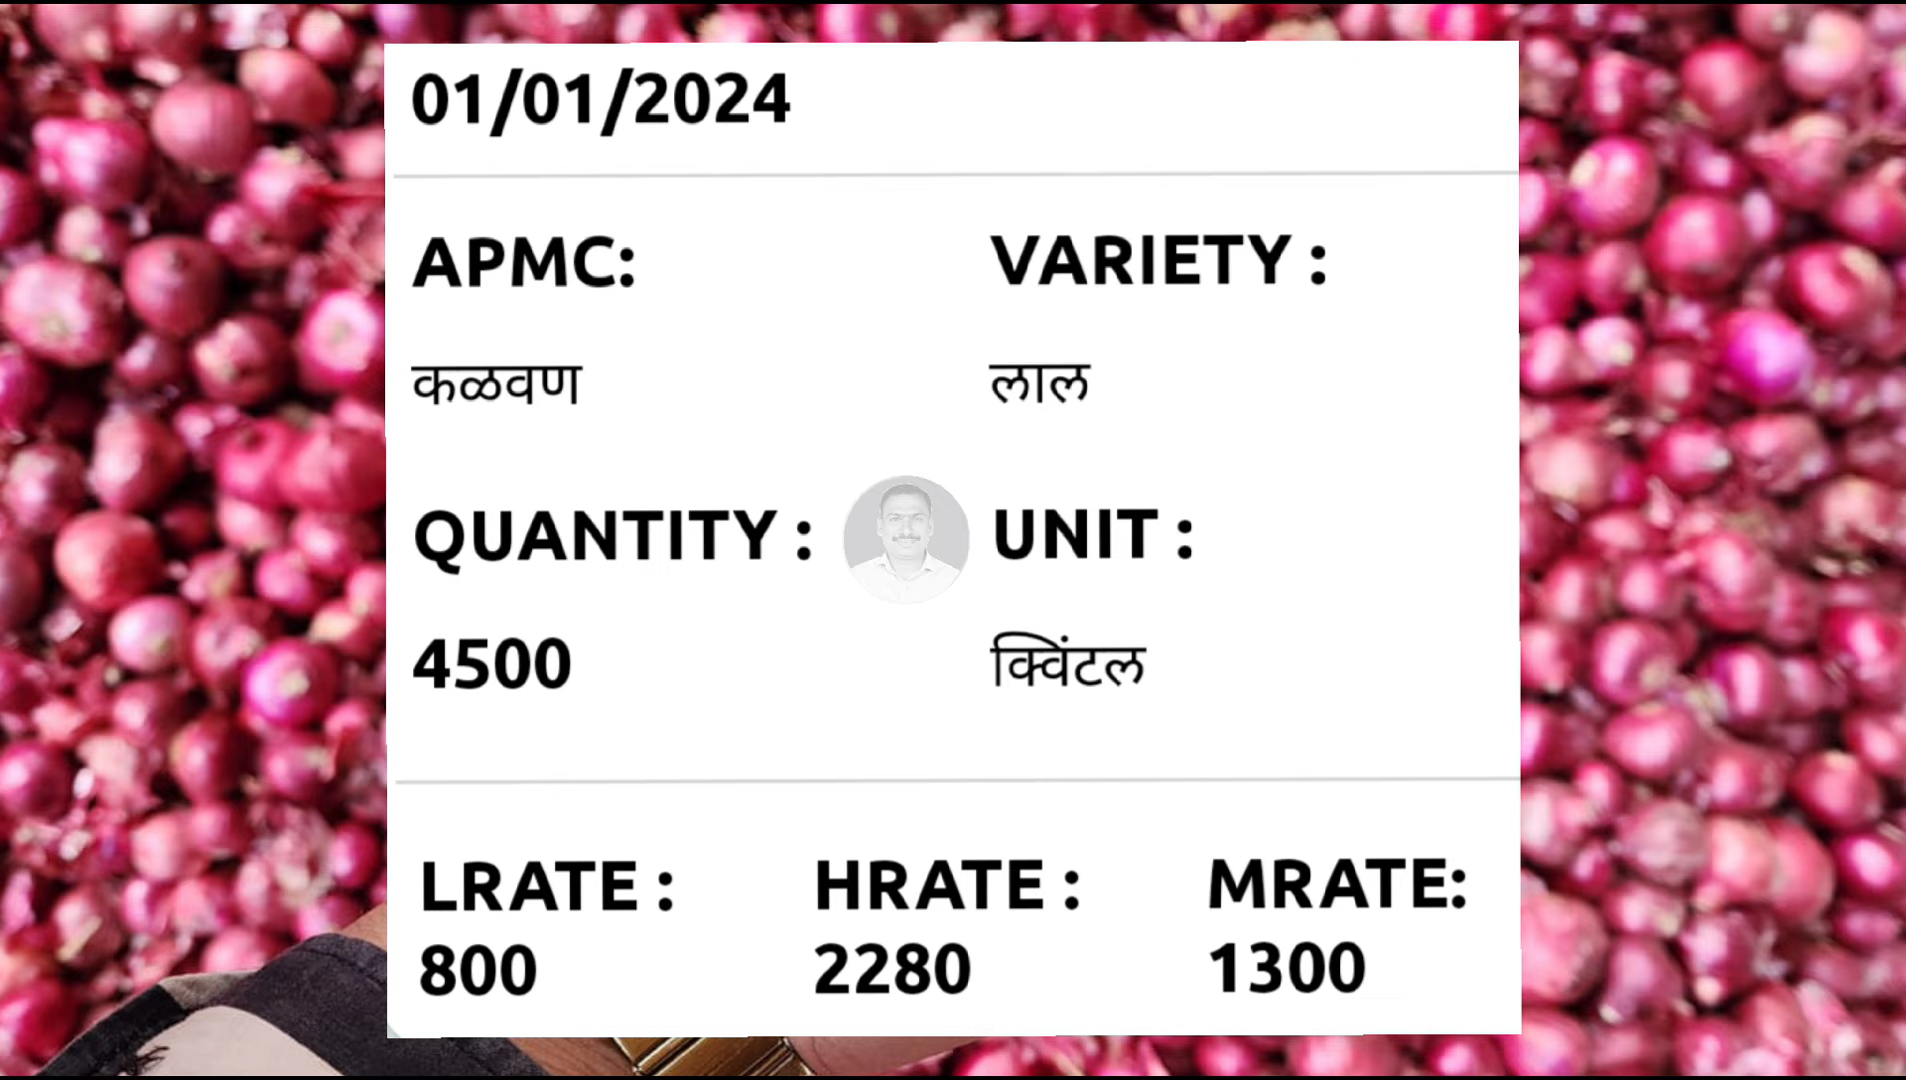 01/01/2024
APMC: VARIETY :
कळवण लाल
QUANTITY : UNIT :
4500 क्विंटल
LRATE : HRATE : MRATE:
800 2280 1300